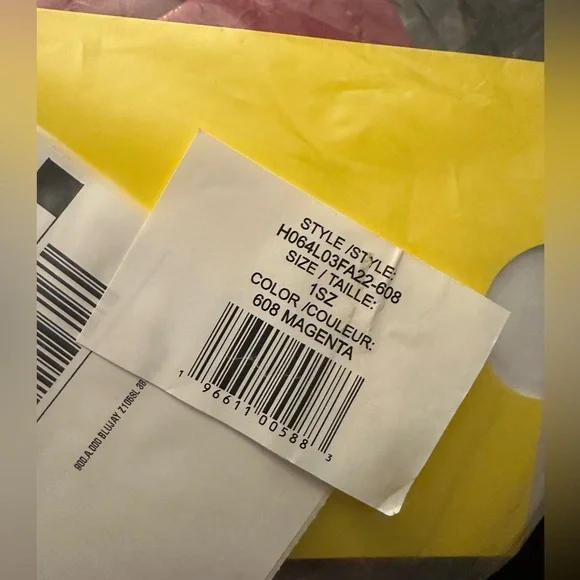 STYLE /STYLE:
H064L03FA22-608
SIZE / TAILLE:
1SZ
COLOR /COULEUR:
608 MAGENTA
1 96611 00588 3